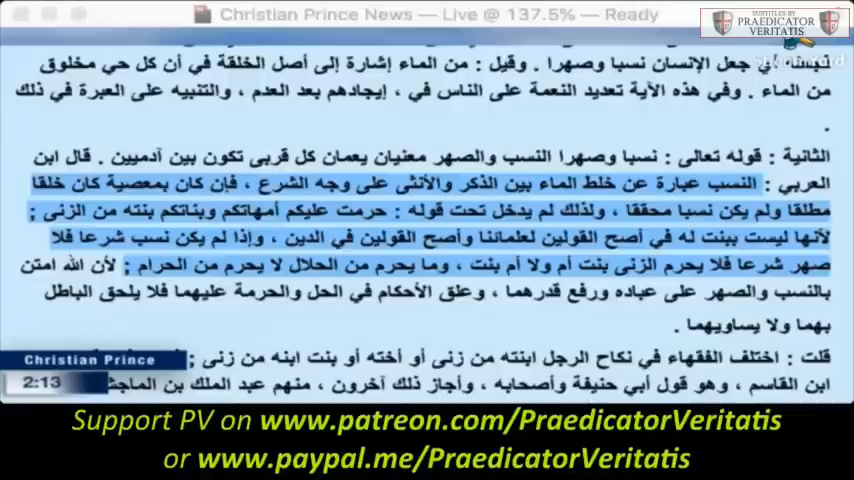 Christian Prince News — Live @ 137.5% — Ready
SUBTITLES BY
PRAEDICATOR
VERITATIS
جعل الإنسان نسبا وصهرا . وقيل : من الماء إشارة إلى أصل الخلقة في أن كل حي مخلوق
من الماء . وفي هذه الآية تعديد النعمة على الناس في ، إيجادهم بعد العدم ، والتنبيه على العبرة في ذلك
.
الثانية : قوله تعالى : نسبا وصهرا النسب والصهر معنيان يعمان كل قربى تكون بين آدميين . قال ابن
العربي : النسب عبارة عن خلط الماء بين الذكر والأنثى على وجه الشرع ، فإن كان بمعصية كان خلقا
مطلقا ولم يكن نسبا محققا ، ولذلك لم يدخل تحت قوله : حرمت عليكم أمهاتكم وبناتكم بنته من الزنى ;
لأنها ليست ببنت له في أصح القولين لعلمائنا وأصح القولين في الدين ، وإذا لم يكن نسب شرعا فلا
صهر شرعا فلا يحرم الزنى بنت أم ولا أم بنت ، وما يحرم من الحلال لا يحرم من الحرام ; لأن الله امتن
بالنسب والصهر على عباده ورفع قدرهما ، وعلق الأحكام في الحل والحرمة عليهما فلا يلحق الباطل
بهما ولا يساويهما .
قلت : اختلف الفقهاء في نكاح الرجل ابنته من زنى أو أخته أو بنت ابنه من زنى ;
ابن القاسم ، وهو قول أبي حنيفة وأصحابه ، وأجاز ذلك آخرون ، منهم عبد الملك بن الماجش
Christian Prince
2:13
Support PV on www.patreon.com/PraedicatorVeritatis
or www.paypal.me/PraedicatorVeritatis